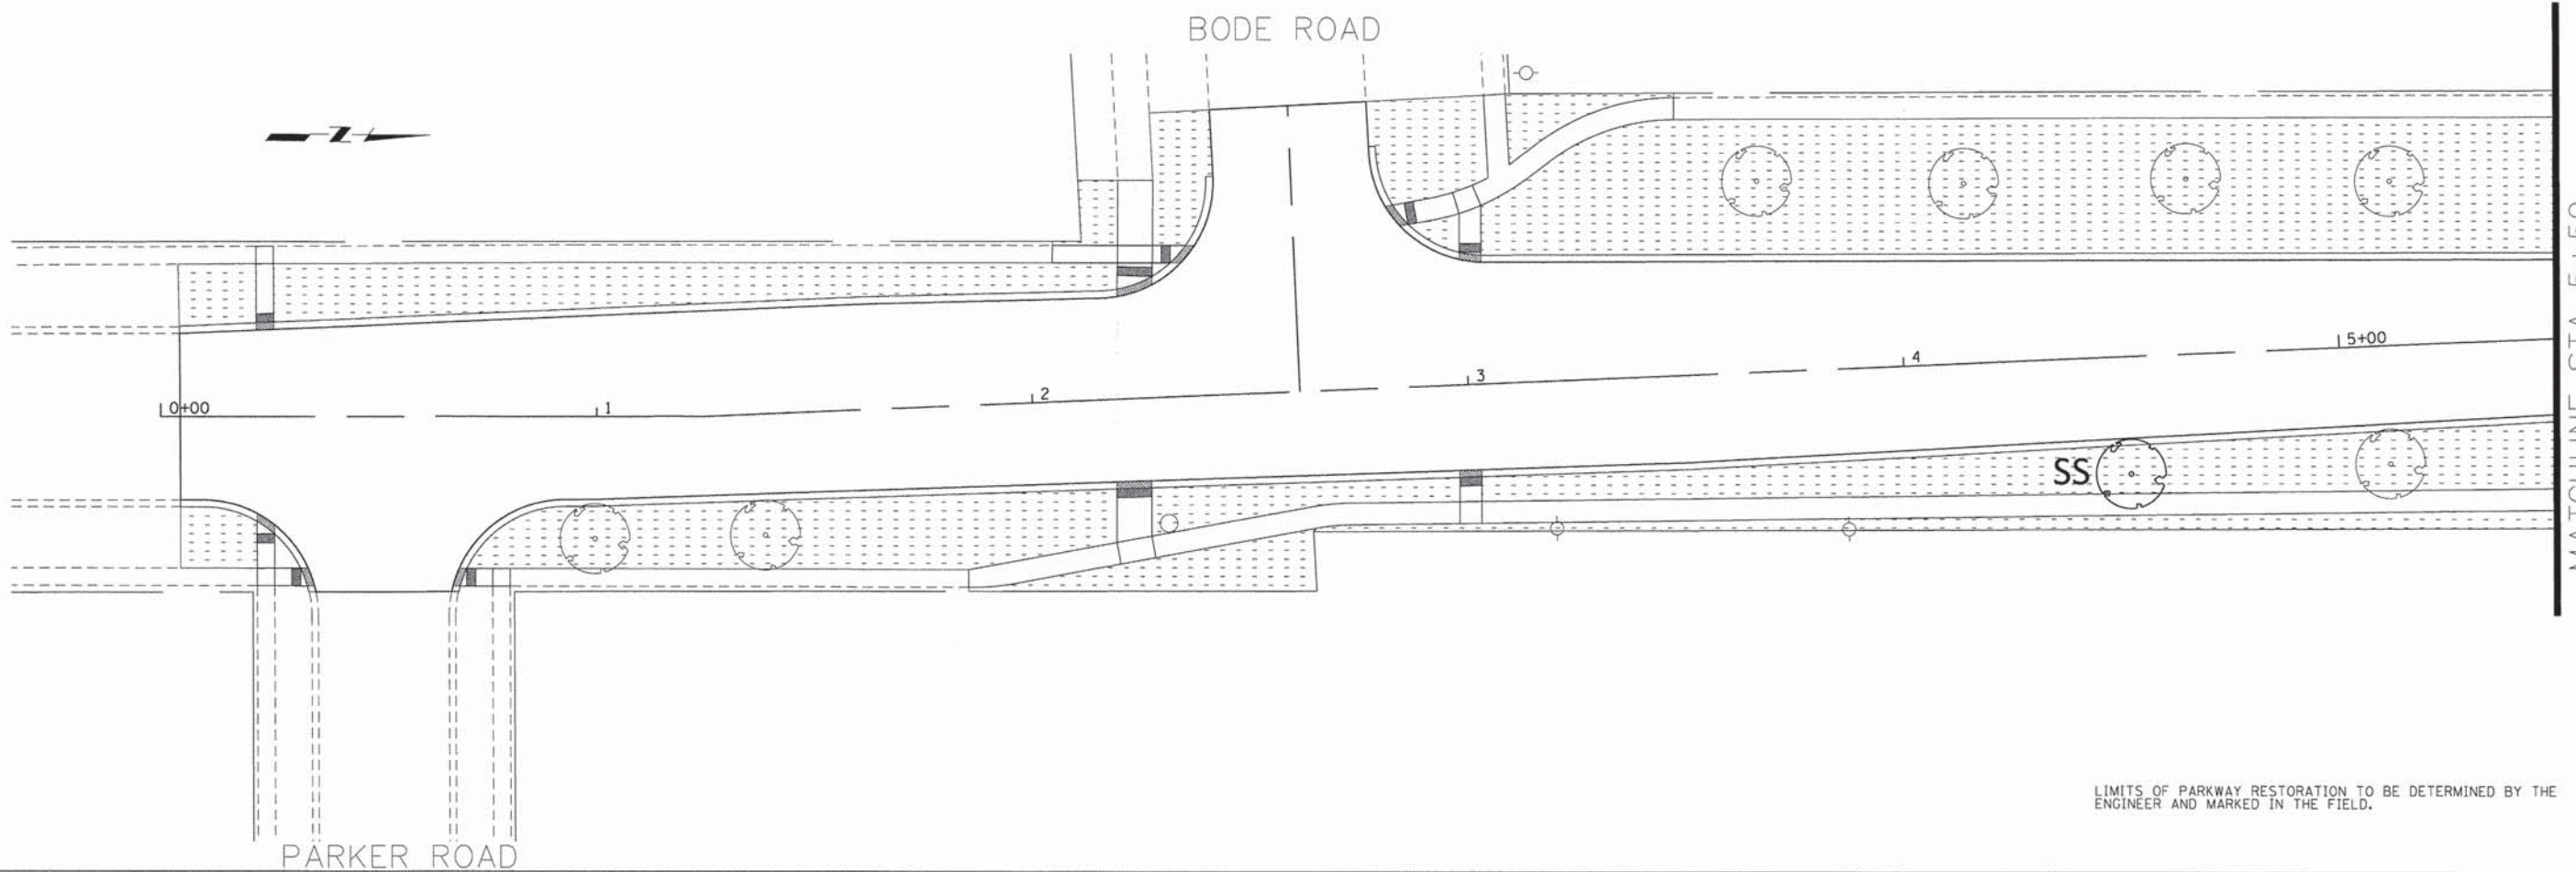 BODE ROAD
N
0+00
1
2
3
4
5+00
SS
LIMITS OF PARKWAY RESTORATION TO BE DETERMINED BY THE
ENGINEER AND MARKED IN THE FIELD.
PARKER ROAD